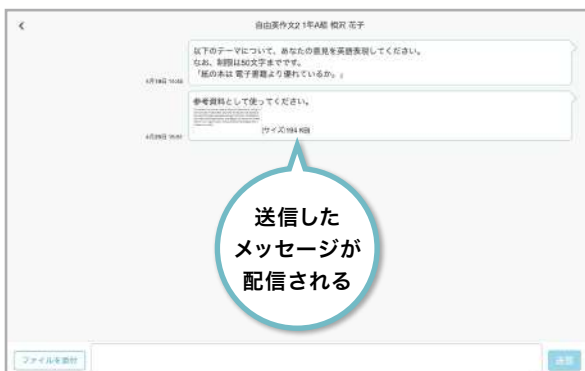 自由英作文2 1年A組 相沢 花子
以下のテーマについて、あなたの意見を英語表現してください。
なお、制限は50文字までです。
「紙の本は 電子書籍より優れているか。」
参考資料として使ってください。
[サイズ]194 KB
送信した
メッセージが
配信される
ファイルを添付
送信